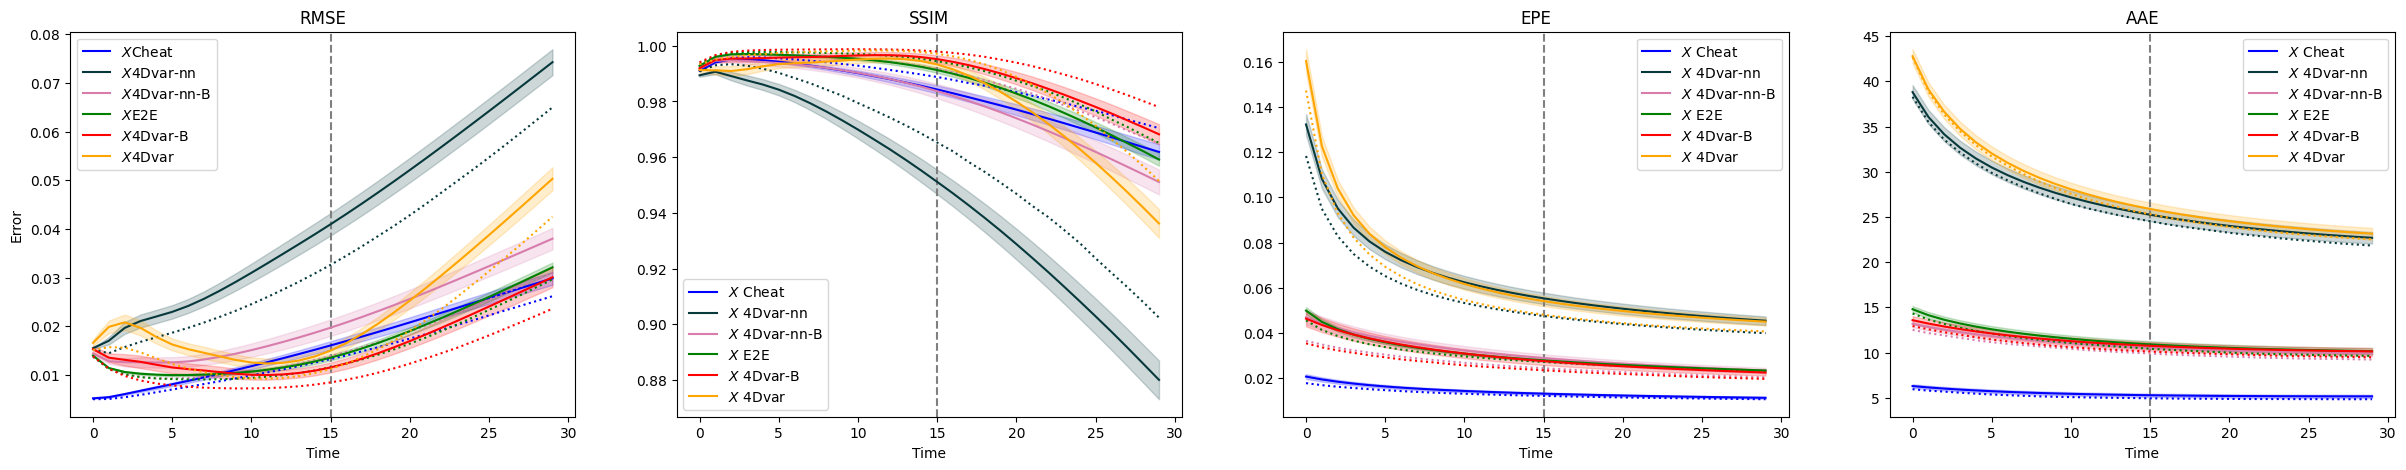 RMSE
Error
0.08
0.07
0.06
0.05
0.04
0.03
0.02
0.01
XCheat
X4Dvar-nn
X4Dvar-nn-B
XE2E
X4Dvar-B
X4Dvar
0 5 10 15 20 25 30
Time
SSIM
1.00
0.98
0.96
0.94
0.92
0.90
0.88
X Cheat
X 4Dvar-nn
X 4Dvar-nn-B
X E2E
X 4Dvar-B
X 4Dvar
0 5 10 15 20 25 30
Time
EPE
0.16
0.14
0.12
0.10
0.08
0.06
0.04
0.02
X Cheat
X 4Dvar-nn
X 4Dvar-nn-B
X E2E
X 4Dvar-B
X 4Dvar
0 5 10 15 20 25 30
Time
AAE
45
40
35
30
25
20
15
10
5
X Cheat
X 4Dvar-nn
X 4Dvar-nn-B
X E2E
X 4Dvar-B
X 4Dvar
0 5 10 15 20 25 30
Time